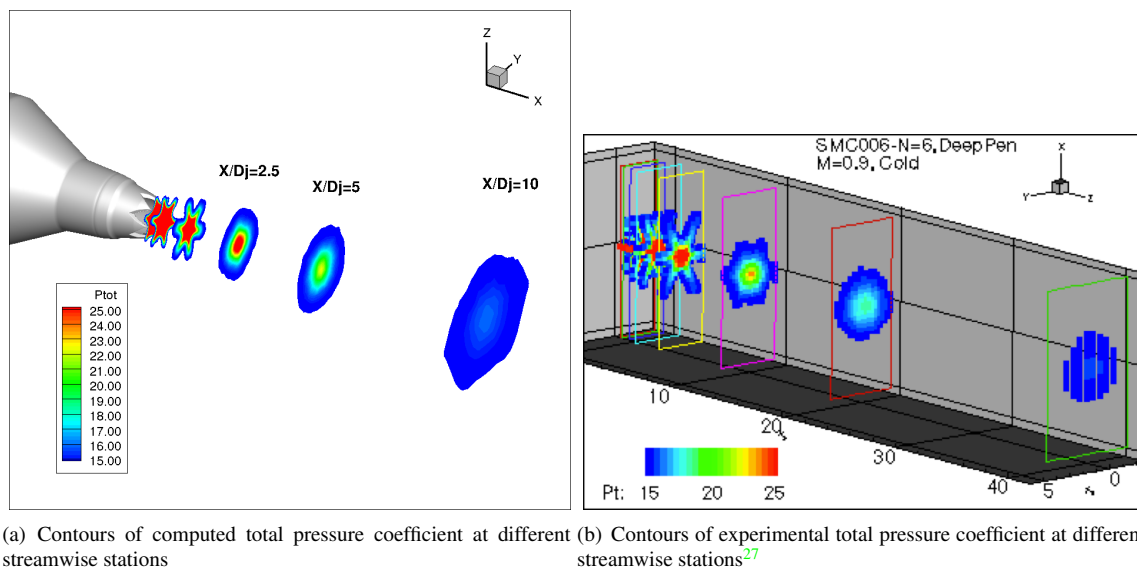 Z
Y
X
X/Dj=2.5
X/Dj=5
X/Dj=10
Ptot
25.00
24.00
23.00
22.00
21.00
20.00
19.00
18.00
17.00
16.00
15.00
SMC006-N=6, Deep Pen
M=0.9, Cold
X
Y
Z
10
20
30
40
5
0
Pt: 15 20 25
(a) Contours of computed total pressure coefficient at different
streamwise stations
(b) Contours of experimental total pressure coefficient at differen
streamwise stations27